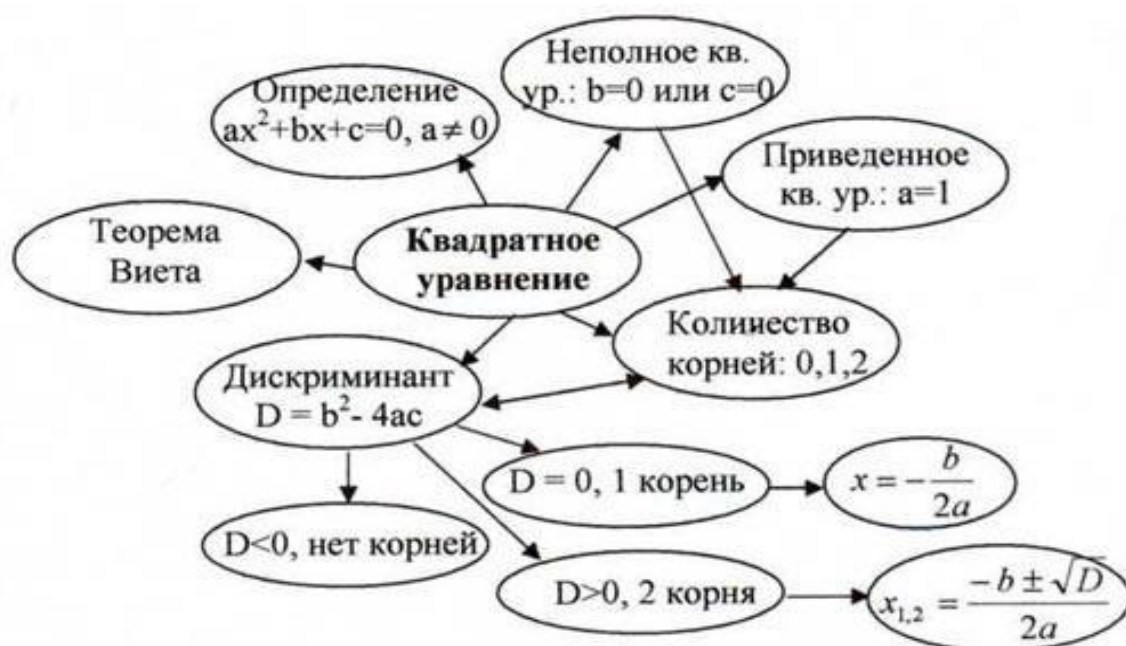 Неполное кв.
ур.: b=0 или c=0
Определение
ax²+bx+c=0, a≠0
Приведенное
кв. ур.: a=1
Теорема
Виета
Квадратное
уравнение
Количество
корней: 0,1,2
Дискриминант
D = b²- 4ac
D = 0, 1 корень
x = -b/2a
D<0, нет корней
D>0, 2 корня
x₁,₂ = (-b ± √D)/2a